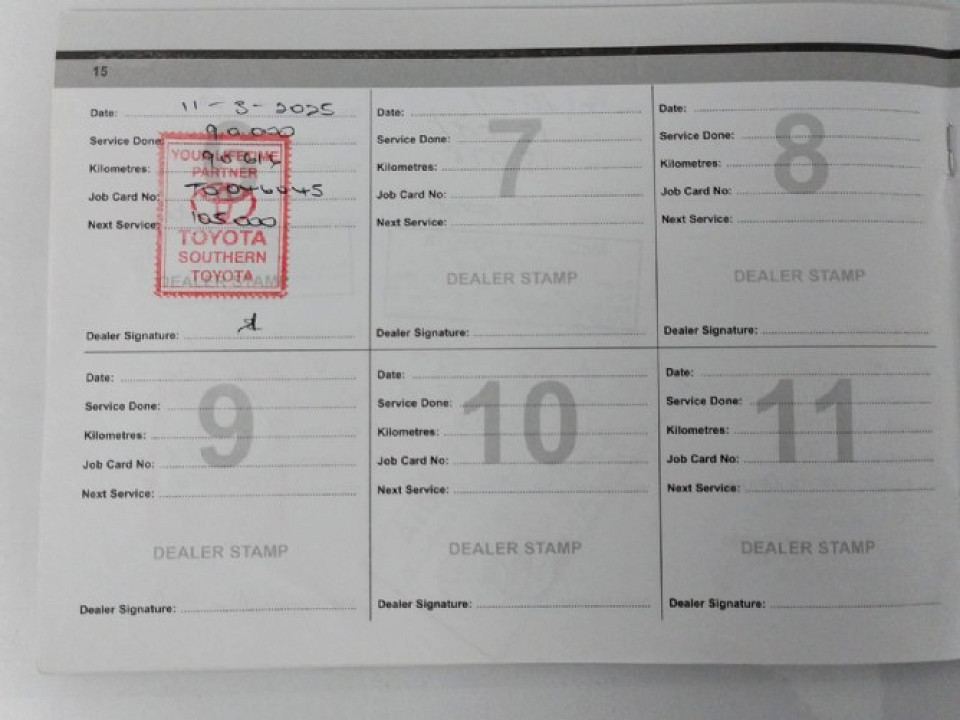 15
Date: 11 - 3 - 2025
Service Done: 90.000
Kilometres:
Job Card No:
Next Service: 105.000
YOUR LIFETIME
PARTNER
TOYOTA
SOUTHERN
TOYOTA
DEALER STAMP
Dealer Signature:
7
Date:
Service Done:
Kilometres:
Job Card No:
Next Service:
DEALER STAMP
Dealer Signature:
8
Date:
Service Done:
Kilometres:
Job Card No:
Next Service:
DEALER STAMP
Dealer Signature:
9
Date:
Service Done:
Kilometres:
Job Card No:
Next Service:
DEALER STAMP
Dealer Signature:
10
Date:
Service Done:
Kilometres:
Job Card No:
Next Service:
DEALER STAMP
Dealer Signature:
11
Date:
Service Done:
Kilometres:
Job Card No:
Next Service:
DEALER STAMP
Dealer Signature: